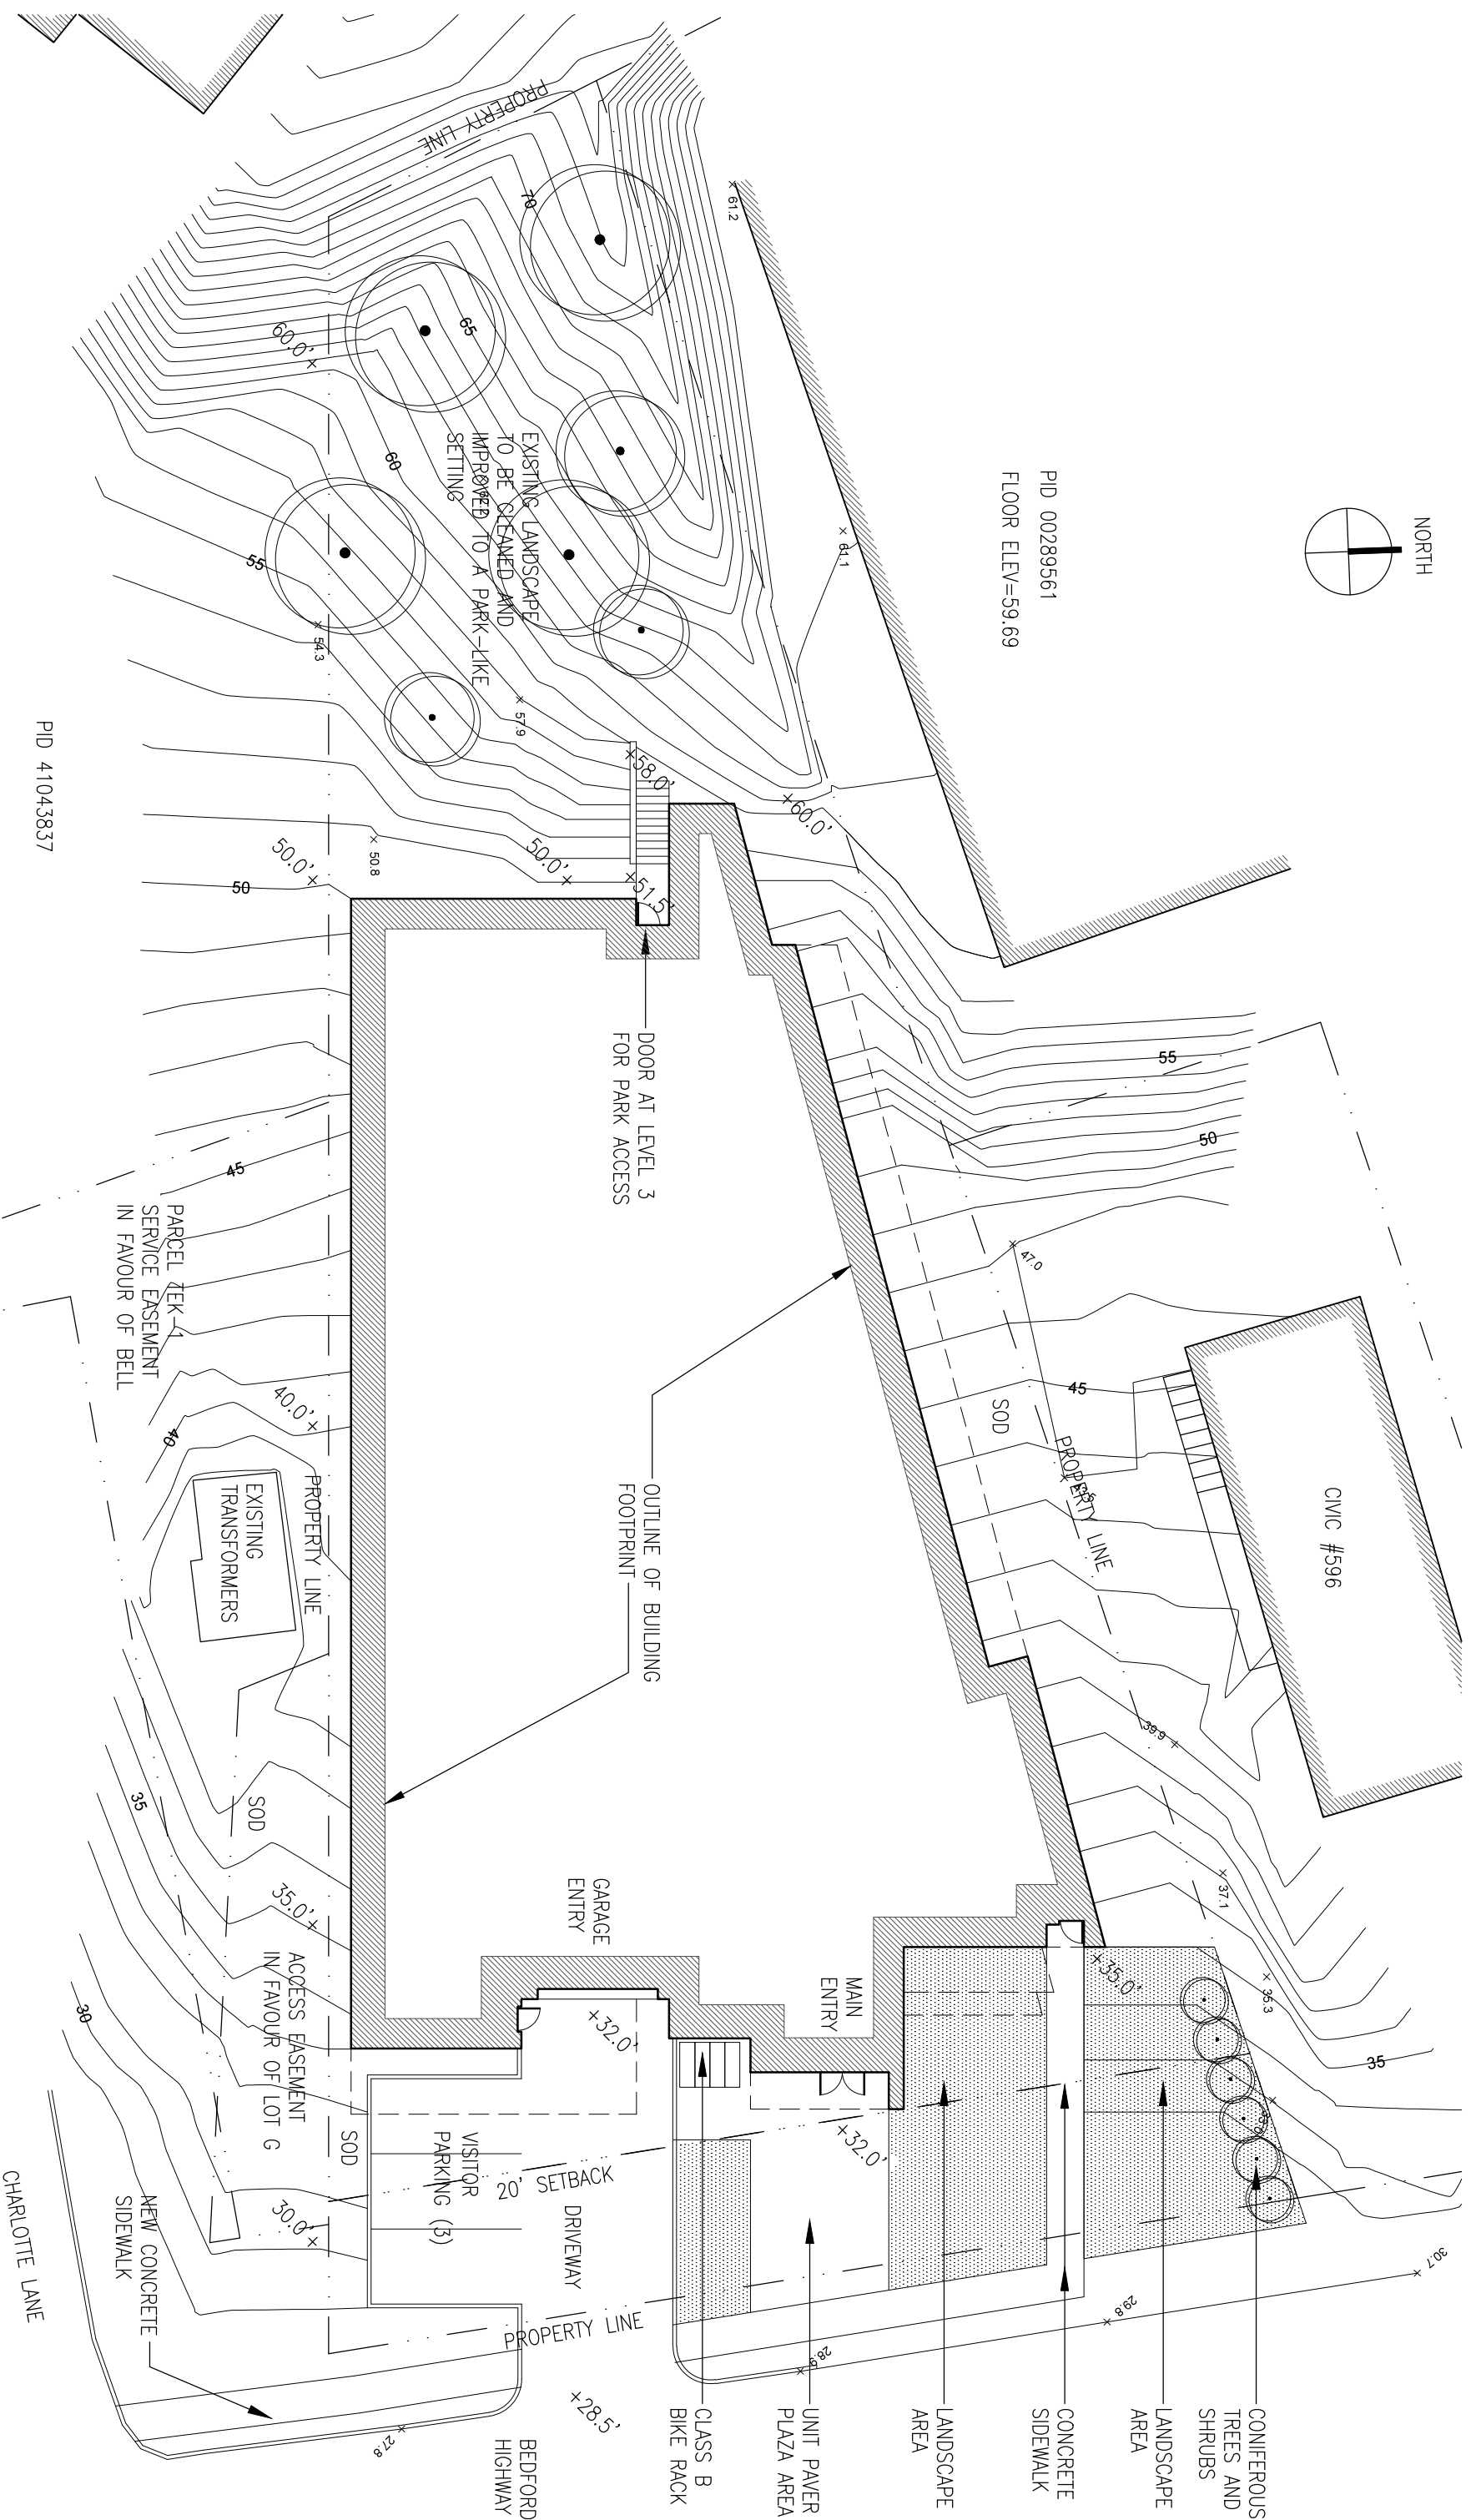 NORTH
PID 00289561
FLOOR ELEV=59.69
PROPERTY LINE
61.2
61.1
70
65
60.0'
60
EXISTING LANDSCAPE
TO BE CLEANED AND
IMPROVED TO A PARK-LIKE
SETTING
55
54.3
57.9
+58.0'
+60.0'
PID 41043837
50.8
50.0'
50.0'
+51.5'
50
DOOR AT LEVEL 3
FOR PARK ACCESS
55
50
47.0
45
SOD
PROPERTY LINE
CIVIC #596
45
PARCEL TEK-1
SERVICE EASEMENT
IN FAVOUR OF BELL
40.0'
40
EXISTING
TRANSFORMERS
PROPERTY LINE
OUTLINE OF BUILDING
FOOTPRINT
39.9
37.1
35.3
35
35
SOD
35.0'
30
ACCESS EASEMENT
IN FAVOUR OF LOT G
GARAGE
ENTRY
MAIN
ENTRY
+35.0'
+32.0'
+32.0'
SOD
VISITOR
PARKING (3)
20' SETBACK
DRIVEWAY
30.0'
PROPERTY LINE
NEW CONCRETE
SIDEWALK
CHARLOTTE LANE
27.8
+28.5'
28.9
29.8
30.7
BEDFORD
HIGHWAY
CLASS B
BIKE RACK
UNIT PAVER
PLAZA AREA
LANDSCAPE
AREA
CONCRETE
SIDEWALK
LANDSCAPE
AREA
CONIFEROUS
TREES AND
SHRUBS